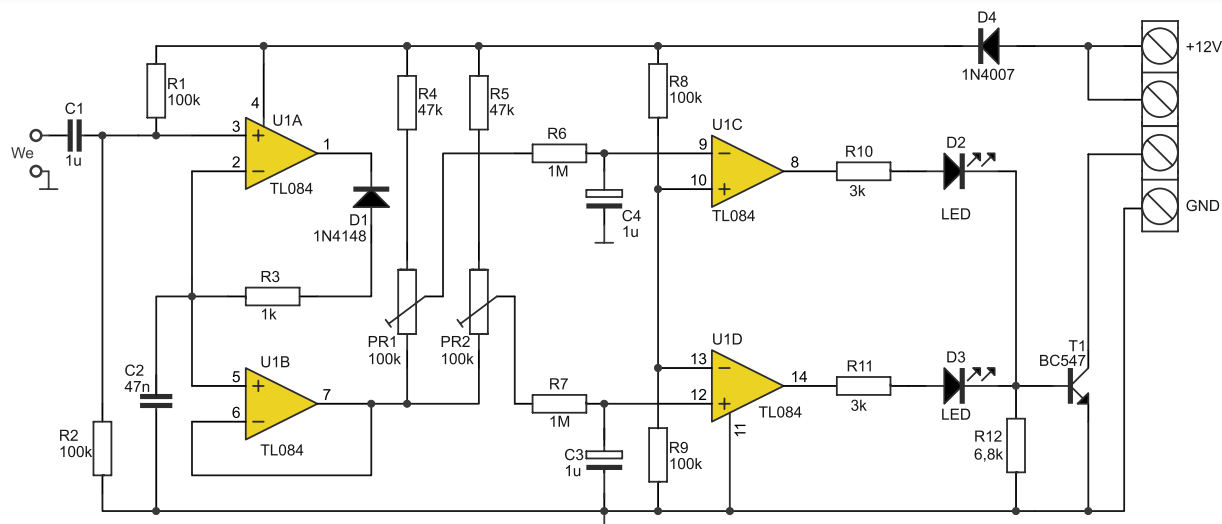 D4
1N4007
+12V
R1
100k
R4
47k
R5
47k
R8
100k
C1
1u
We
4
U1A
3
+
1
2
−
TL084
D1
1N4148
R6
1M
C4
1u
U1C
9
−
8
10
+
TL084
R10
3k
D2
LED
GND
R3
1k
PR1
100k
PR2
100k
C2
47n
U1B
5
+
7
6
−
TL084
R7
1M
C3
1u
U1D
13
−
14
12
+
TL084
11
R11
3k
D3
LED
T1
BC547
R2
100k
R9
100k
R12
6,8k